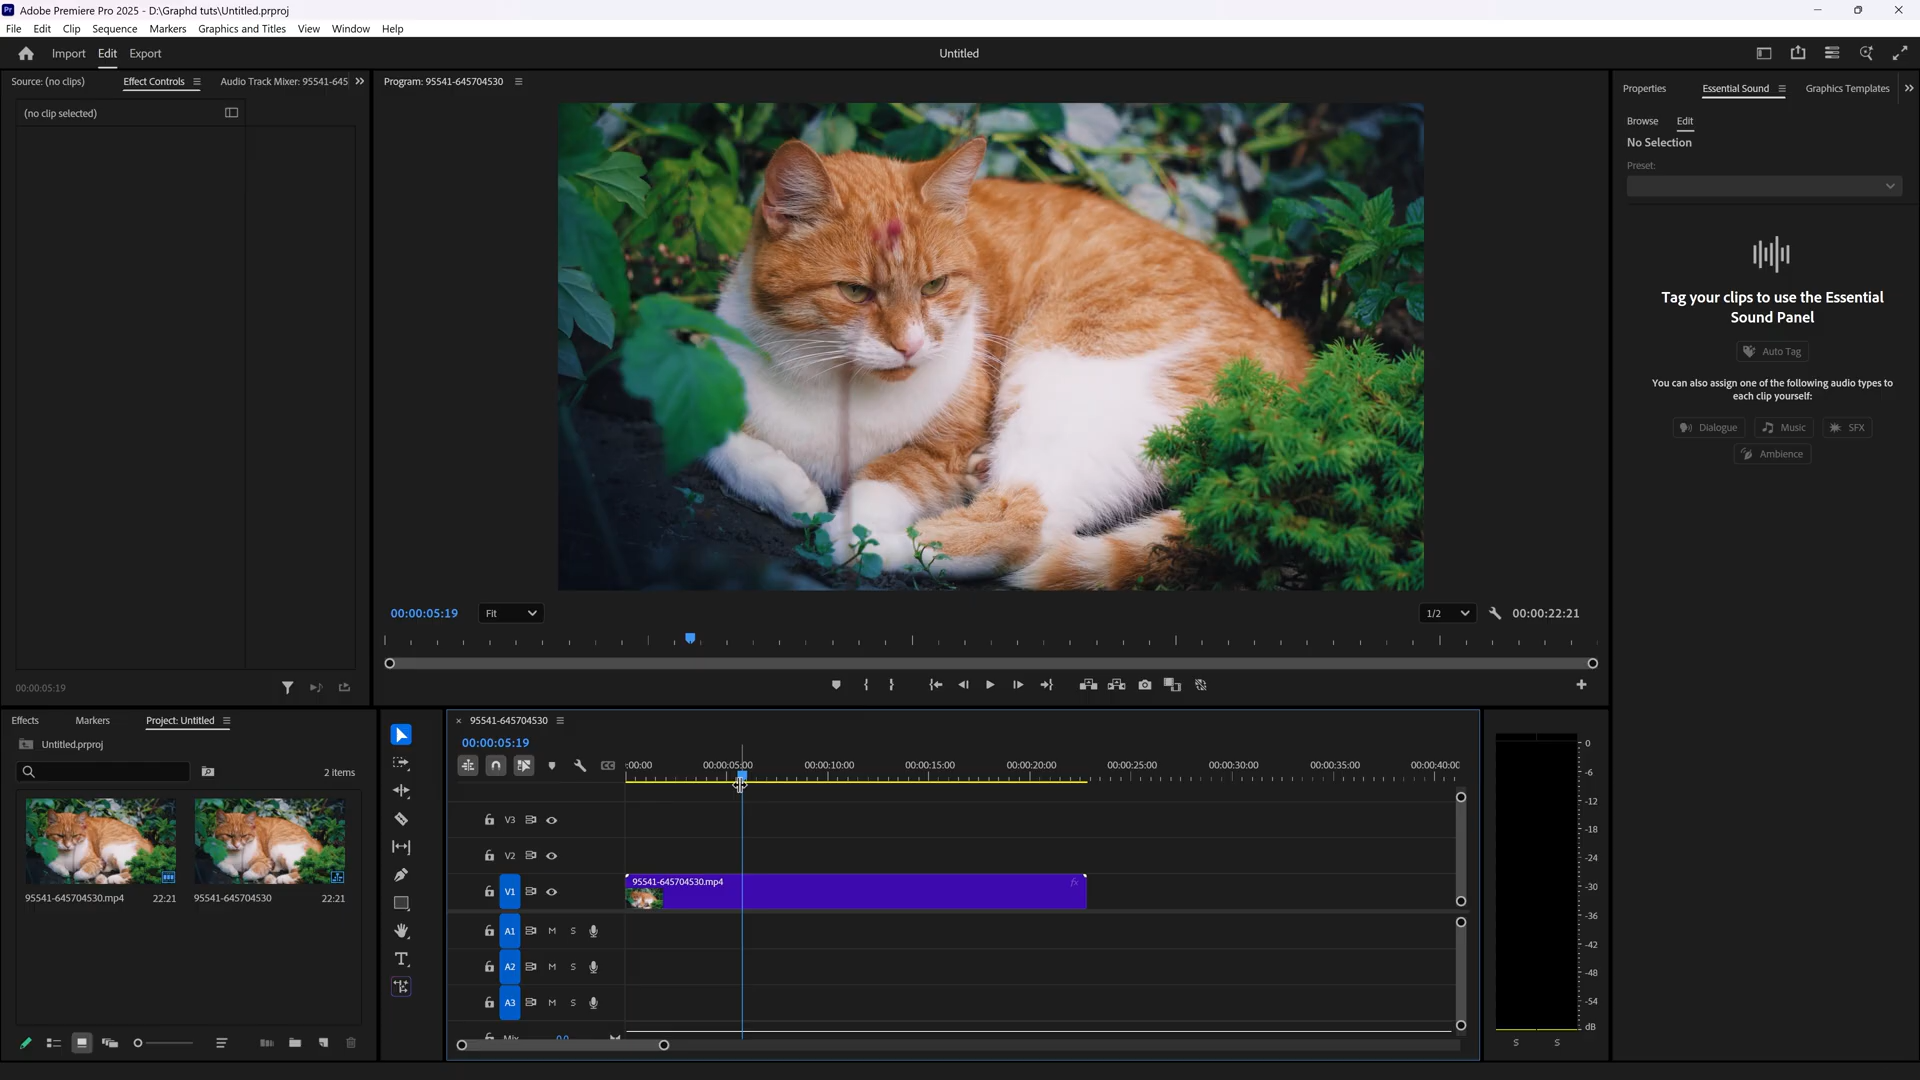 Adobe Premiere Pro 2025 - D:\Graphd tuts\Untitled.prproj
File Edit Clip Sequence Markers Graphics and Titles View Window Help
Import Edit Export
Untitled
Source: (no clips) Effect Controls Audio Track Mixer: 95541-645
Program: 95541-645704530
Properties Essential Sound Graphics Templates
(no clip selected)
Browse Edit
No Selection
Preset:
Tag your clips to use the Essential
Sound Panel
Auto Tag
You can also assign one of the following audio types to
each clip yourself:
Dialogue Music SFX
Ambience
00:00:05:19 Fit 1/2 00:00:22:21
00:00:05:19
Effects Markers Project: Untitled
Untitled.prproj
2 items
95541-645704530.mp4 22:21 95541-645704530 22:21
95541-645704530
00:00:05:19
:00:00 00:00:05:00 00:00:10:00 00:00:15:00 00:00:20:00 00:00:25:00 00:00:30:00 00:00:35:00 00:00:40:00
V3
V2
V1 95541-645704530.mp4 fx
A1 M S
A2 M S
A3 M S
Mix 0.0
0
-6
-12
-18
-24
-30
-36
-42
-48
-54
dB
S S